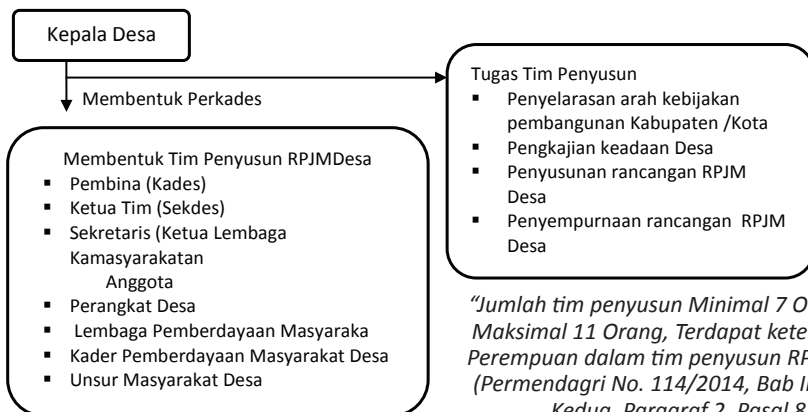 Kepala Desa
Membentuk Perkades
Membentuk Tim Penyusun RPJMDesa
▪ Pembina (Kades)
▪ Ketua Tim (Sekdes)
▪ Sekretaris (Ketua Lembaga
Kamasyarakatan
Anggota
▪ Perangkat Desa
▪ Lembaga Pemberdayaan Masyaraka
▪ Kader Pemberdayaan Masyarakat Desa
▪ Unsur Masyarakat Desa
Tugas Tim Penyusun
▪ Penyelarasan arah kebijakan
pembangunan Kabupaten /Kota
▪ Pengkajian keadaan Desa
▪ Penyusunan rancangan RPJM
Desa
▪ Penyempurnaan rancangan RPJM
Desa
“Jumlah tim penyusun Minimal 7 O
Maksimal 11 Orang, Terdapat kete
Perempuan dalam tim penyusun RP
(Permendagri No. 114/2014, Bab II
Kedua, Paragraf 2, Pasal 8